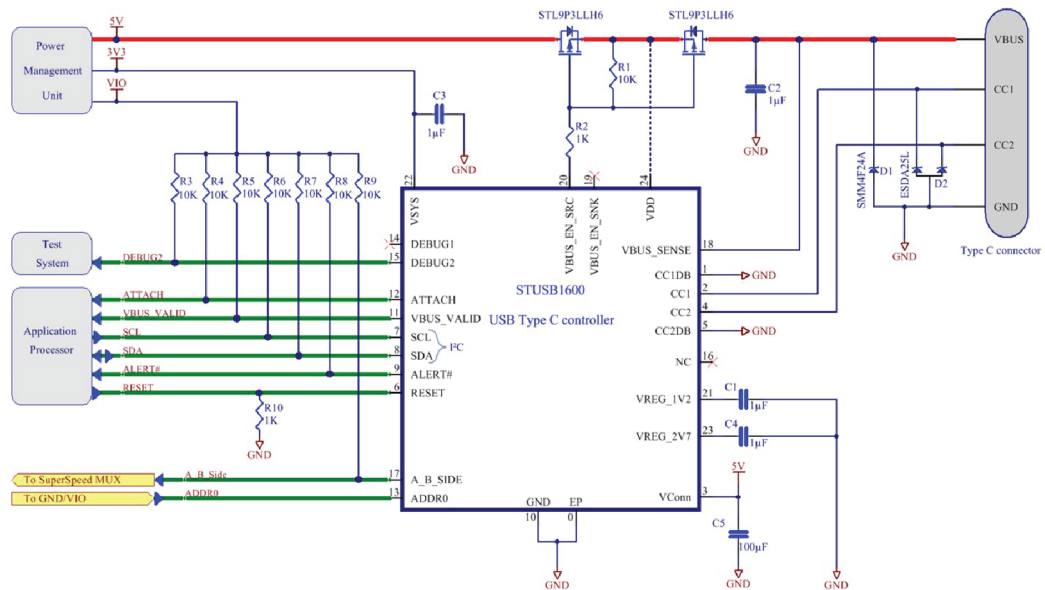 STL9P3LLH6
STL9P3LLH6
5V
3V3
VIO
Power
Management
Unit
R1
10K
R2
1K
C3
1µF
GND
C2
1µF
GND
VBUS
CC1
CC2
GND
Type C connector
SMM4F24A
D1
ESDA25L
D2
GND
R3
10K
R4
10K
R5
10K
R6
10K
R7
10K
R8
10K
R9
10K
22
VSYS
20
VBUS_EN_SRC
19
VBUS_EN_SNK
24
VDD
Test
System
DEBUG2
14
DEBUG1
15
DEBUG2
Application
Processor
ATTACH
VBUS_VALID
SCL
SDA
ALERT#
RESET
12
ATTACH
11
VBUS_VALID
7
SCL
8
SDA
I²C
9
ALERT#
6
RESET
R10
1K
GND
STUSB1600
USB Type C controller
VBUS_SENSE
18
CC1DB
1
GND
CC1
2
CC2
4
CC2DB
5
GND
NC
16
VREG_1V2
21
C1
1µF
VREG_2V7
23
C4
1µF
5V
VConn
3
C5
100µF
GND
GND
To SuperSpeed MUX
A_B_Side
17
A_B_SIDE
To GND/VIO
ADDR0
13
ADDR0
GND
EP
10
0
GND